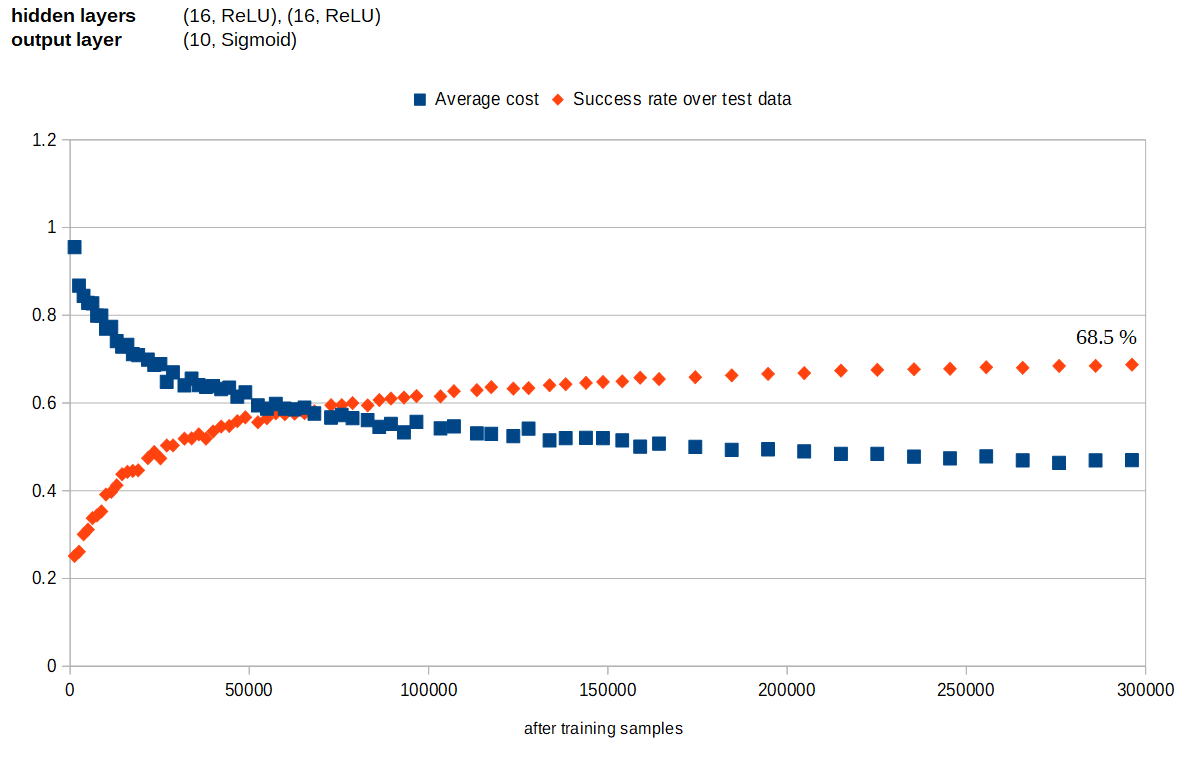 hidden layers (16, ReLU), (16, ReLU)
output layer (10, Sigmoid)
Average cost Success rate over test data
1.2
1
0.8
68.5 %
0.6
0.4
0.2
0
0 50000 100000 150000 200000 250000 300000
after training samples